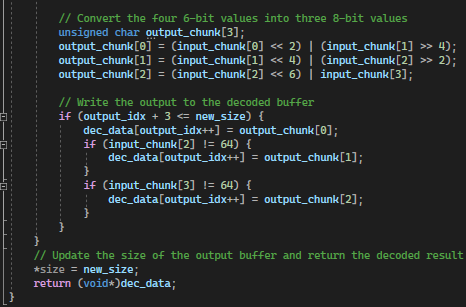 // Convert the four 6-bit values into three 8-bit values
unsigned char output_chunk[3];
output_chunk[0] = (input_chunk[0] << 2) | (input_chunk[1] >> 4);
output_chunk[1] = (input_chunk[1] << 4) | (input_chunk[2] >> 2);
output_chunk[2] = (input_chunk[2] << 6) | input_chunk[3];
// Write the output to the decoded buffer
if (output_idx + 3 <= new_size) {
dec_data[output_idx++] = output_chunk[0];
if (input_chunk[2] != 64) {
dec_data[output_idx++] = output_chunk[1];
}
if (input_chunk[3] != 64) {
dec_data[output_idx++] = output_chunk[2];
}
}
}
// Update the size of the output buffer and return the decoded result
*size = new_size;
return (void*)dec_data;
}